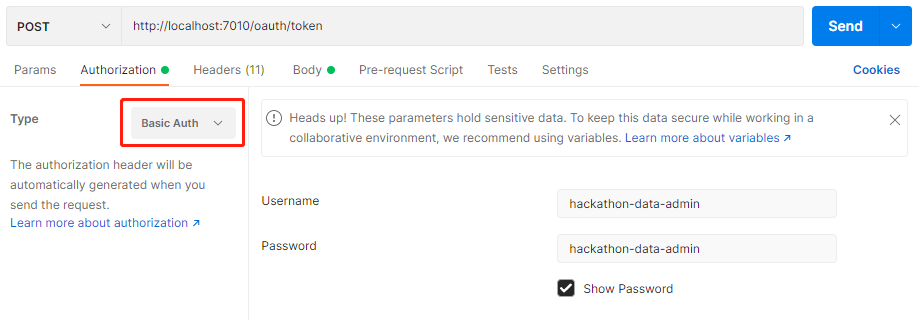 POST
http://localhost:7010/oauth/token
Send
Params
Authorization
Headers (11)
Body
Pre-request Script
Tests
Settings
Cookies
Type
Basic Auth
The authorization header will be
automatically generated when you
send the request.
Learn more about authorization ↗
Heads up! These parameters hold sensitive data. To keep this data secure while working in a
collaborative environment, we recommend using variables. Learn more about variables ↗
Username
hackathon-data-admin
Password
hackathon-data-admin
Show Password